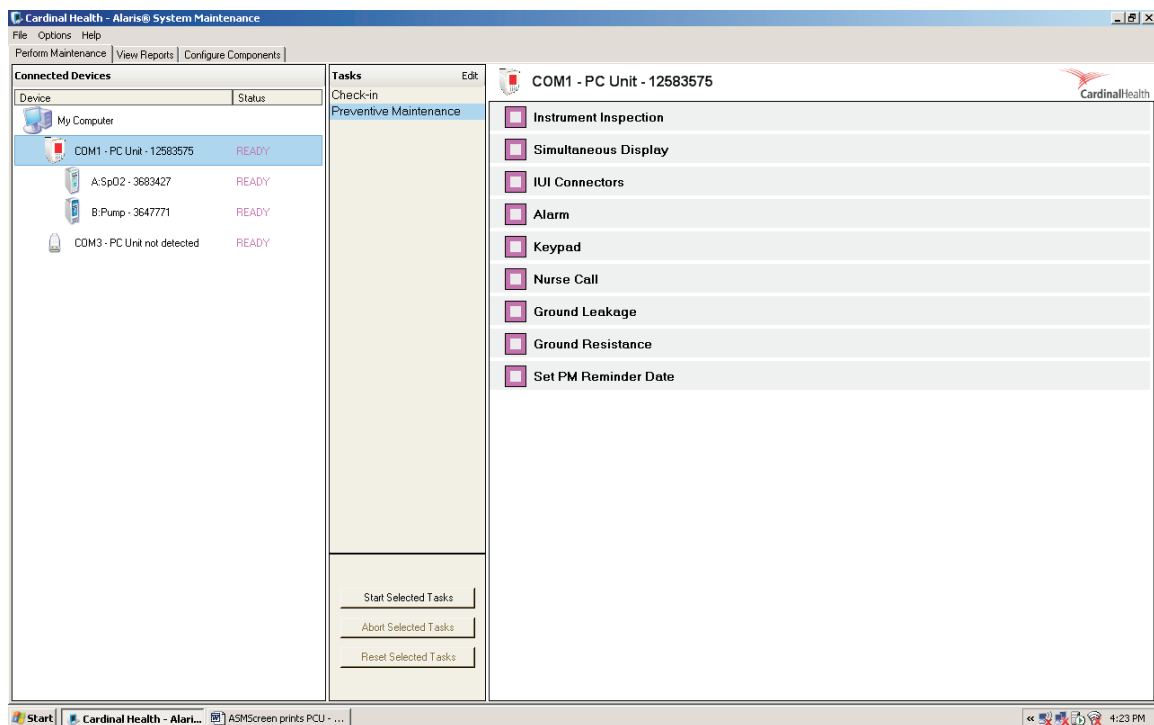 Cardinal Health - Alaris® System Maintenance
File Options Help
Perform Maintenance View Reports Configure Components
Connected Devices
Device Status
My Computer
COM1 - PC Unit - 12583575 READY
A:SpO2 - 3683427 READY
B:Pump - 3647771 READY
COM3 - PC Unit not detected READY
Tasks Edit
Check-in
Preventive Maintenance
Start Selected Tasks
Abort Selected Tasks
Reset Selected Tasks
COM1 - PC Unit - 12583575
CardinalHealth
Instrument Inspection
Simultaneous Display
IUI Connectors
Alarm
Keypad
Nurse Call
Ground Leakage
Ground Resistance
Set PM Reminder Date
Start Cardinal Health - Alari... ASMScreen prints PCU - ... « 4:23 PM